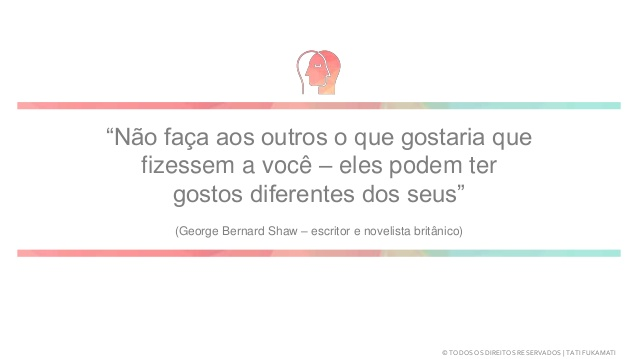 “Não faça aos outros o que gostaria que
fizessem a você – eles podem ter
gostos diferentes dos seus”
(George Bernard Shaw – escritor e novelista britânico)
© TODOS OS DIREITOS RESERVADOS | TATI FUKAMATI